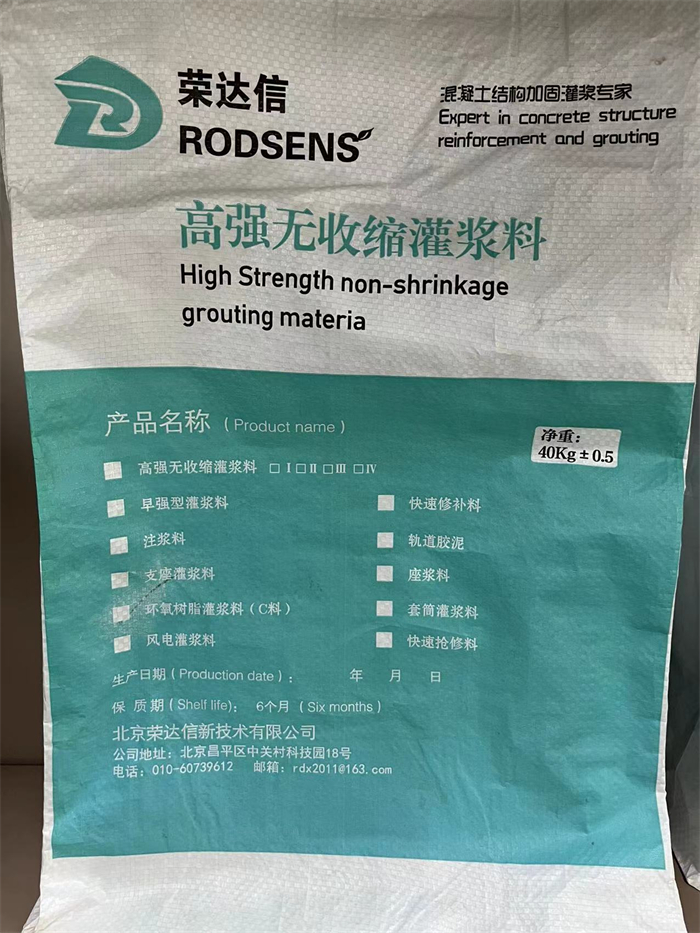 荣达信
RODSENS
混凝土结构加固灌浆专家
Expert in concrete structure
reinforcement and grouting
高强无收缩灌浆料
High Strength non-shrinkage
grouting materia
产品名称（Product name）
净重：
40Kg±0.5
□ 高强无收缩灌浆料 □I□II□III□IV
□ 早强型灌浆料 □ 快速修补料
□ 注浆料 □ 轨道胶泥
□ 支座灌浆料 □ 座浆料
□ 环氧树脂灌浆料（C料） □ 套筒灌浆料
□ 风电灌浆料 □ 快速抢修料
生产日期（Production date）： 年 月 日
保 质 期（Shelf life)： 6个月（Six months）
北京荣达信新技术有限公司
公司地址：北京昌平区中关村科技园18号
电话：010-60739612 邮箱：rdx2011@163.com